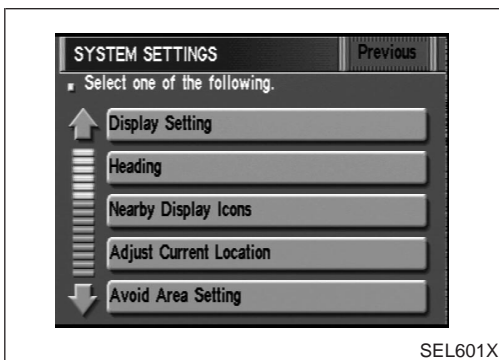 SYSTEM SETTINGS Previous
Select one of the following.
Display Setting
Heading
Nearby Display Icons
Adjust Current Location
Avoid Area Setting
SEL601X